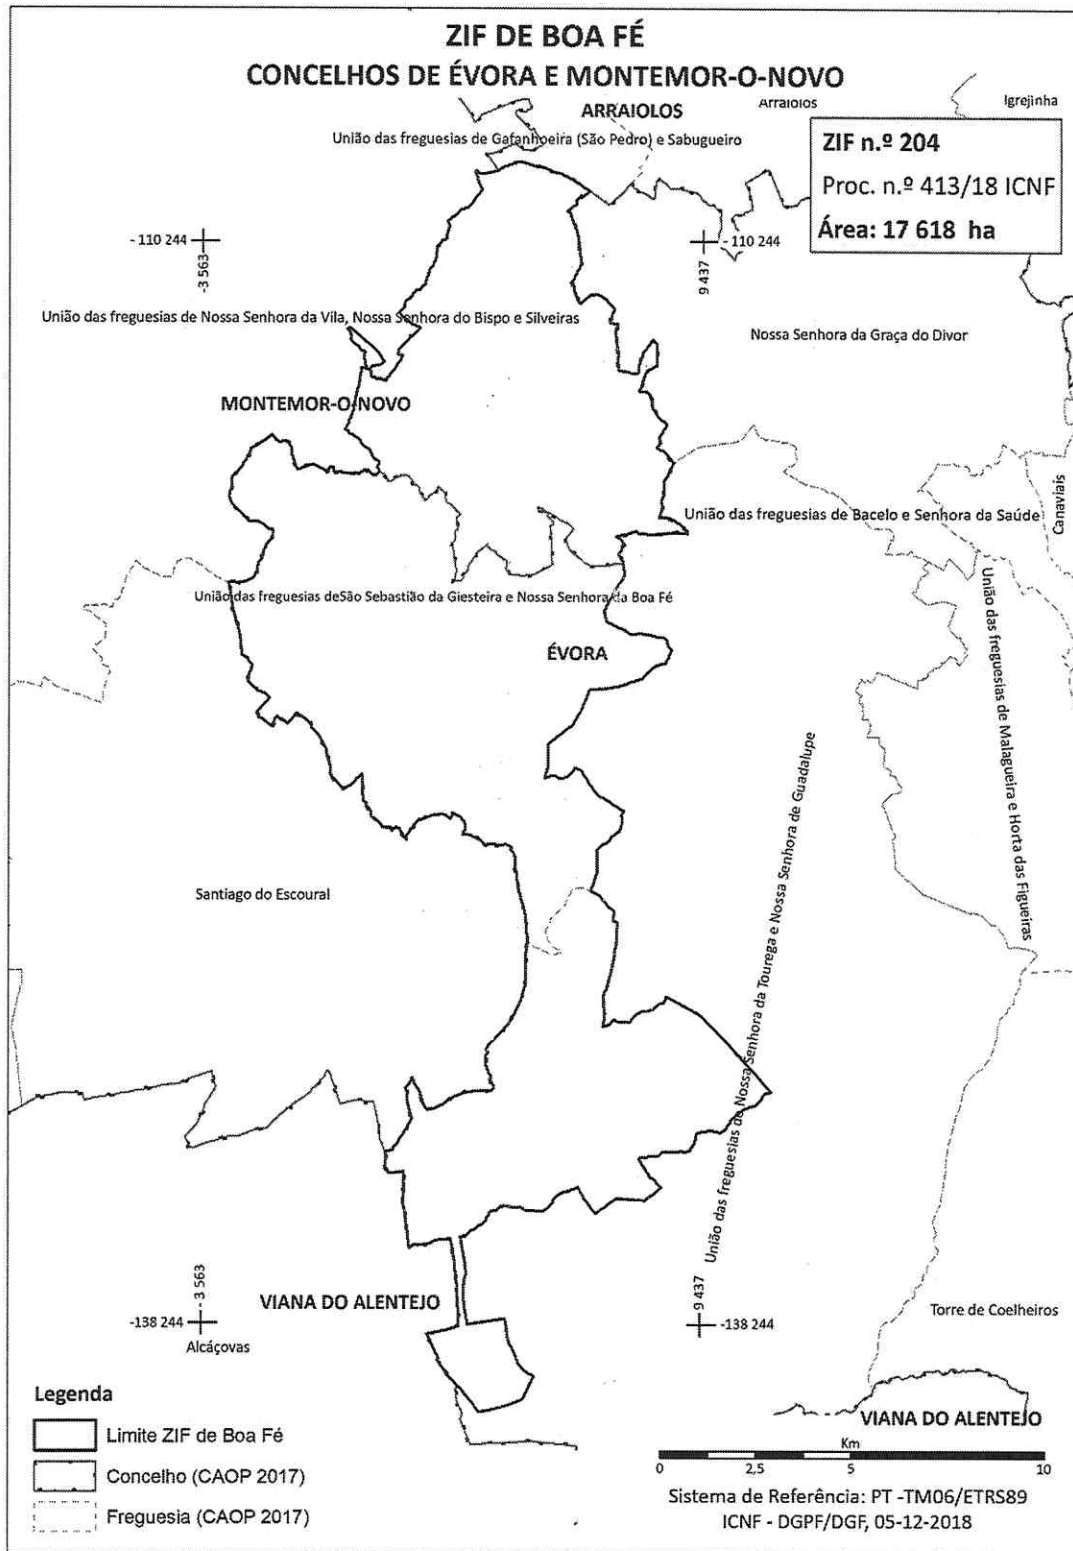 ZIF DE BOA FÉ
CONCELHOS DE ÉVORA E MONTEMOR-O-NOVO
ARRAIOLOS
Arraiolos
Igrejinha
União das freguesias de Gafanhoeira (São Pedro) e Sabugueiro
ZIF n.º 204
Proc. n.º 413/18 ICNF
Área: 17 618 ha
- 110 244
-3 563
- 110 244
9 437
União das freguesias de Nossa Senhora da Vila, Nossa Senhora do Bispo e Silveiras
Nossa Senhora da Graça do Divor
MONTEMOR-O-NOVO
União das freguesias de Bacelo e Senhora da Saúde
Canaviais
União das freguesias deSão Sebastião da Giesteira e Nossa Senhora da Boa Fé
ÉVORA
União das freguesias de Malagueira e Horta das Figueiras
União das freguesias de Nossa Senhora da Tourega e Nossa Senhora de Guadalupe
Santiago do Escoural
- 3 563
-138 244
9 437
-138 244
VIANA DO ALENTEJO
Alcáçovas
Torre de Coelheiros
VIANA DO ALENTEJO
Legenda
Limite ZIF de Boa Fé
Concelho (CAOP 2017)
Freguesia (CAOP 2017)
Km
0 2,5 5 10
Sistema de Referência: PT -TM06/ETRS89
ICNF - DGPF/DGF, 05-12-2018